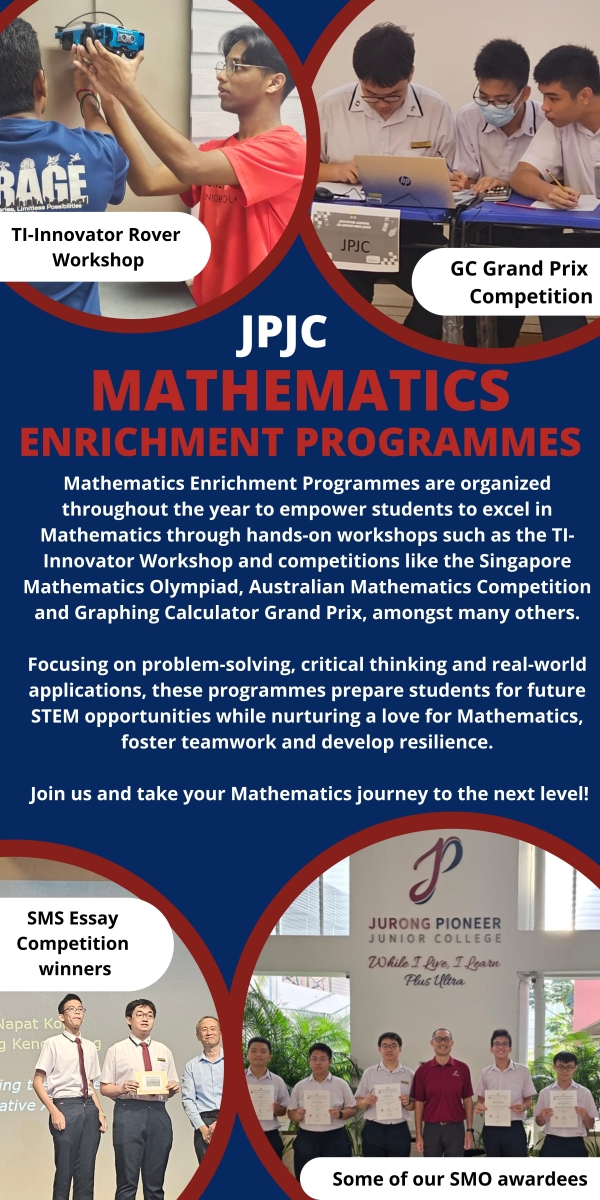 RAGE
TI-Innovator Rover
Workshop
JPJC
GC Grand Prix
Competition
JPJC
MATHEMATICS
ENRICHMENT PROGRAMMES
Mathematics Enrichment Programmes are organized
throughout the year to empower students to excel in
Mathematics through hands-on workshops such as the TI-
Innovator Workshop and competitions like the Singapore
Mathematics Olympiad, Australian Mathematics Competition
and Graphing Calculator Grand Prix, amongst many others.
Focusing on problem-solving, critical thinking and real-world
applications, these programmes prepare students for future
STEM opportunities while nurturing a love for Mathematics,
foster teamwork and develop resilience.
Join us and take your Mathematics journey to the next level!
SMS Essay
Competition
winners
Napat
JURONG PIONEER
JUNIOR COLLEGE
While I Live, I Learn
Plus Ultra
Some of our SMO awardees